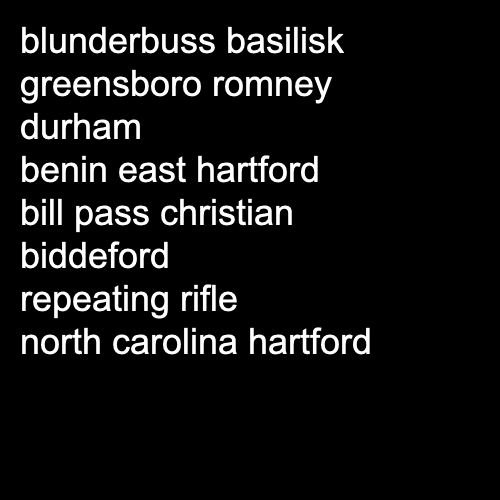 blunderbuss basilisk
greensboro romney
durham
benin east hartford
bill pass christian
biddeford
repeating rifle
north carolina hartford